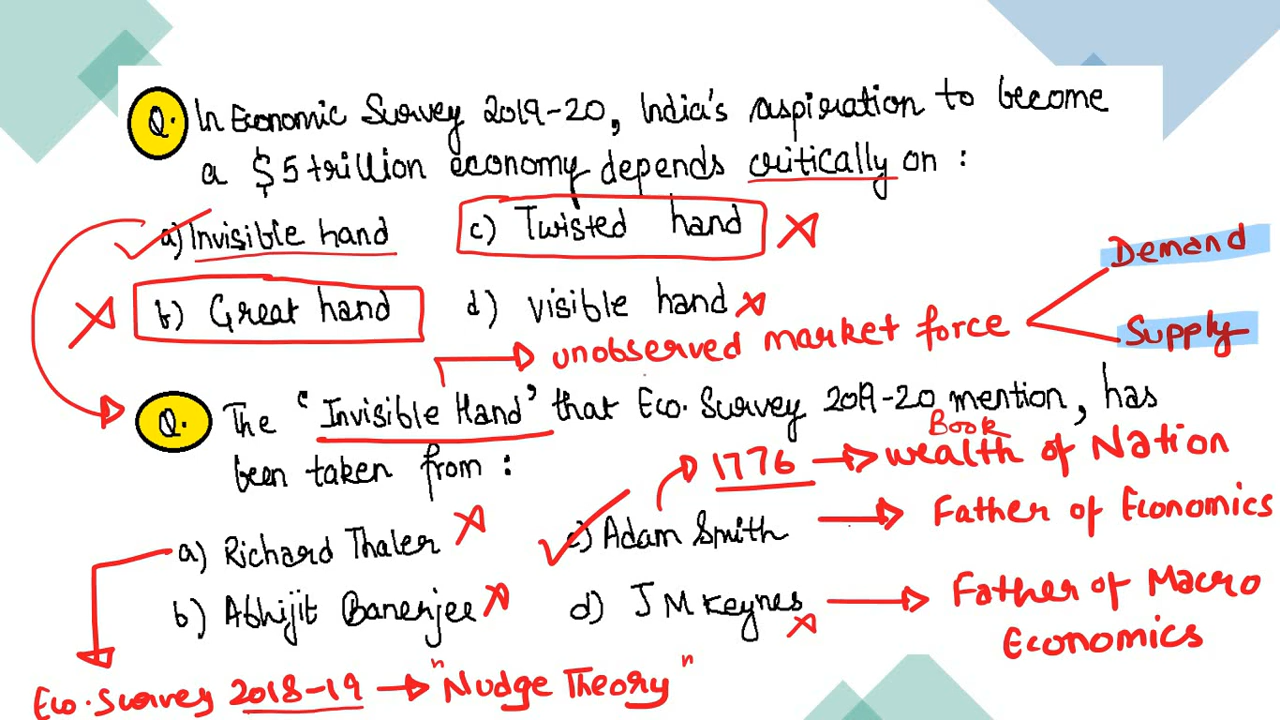 Q. In Economic Survey 2019-20, India's aspiration to become
a $5 trillion economy depends critically on :
a) Invisible hand
c) Twisted hand
b) Great hand
d) visible hand
unobserved market force
Demand
Supply
Q. The "Invisible Hand" that Eco. Survey 2019-20 mention, has
been taken from :
1776 → Book wealth of Nation
a) Richard Thaler
c) Adam Smith → Father of Economics
b) Abhijit Banerjee
d) J M Keynes → Father of Macro
Economics
Eco. Survey 2018-19 → "Nudge Theory"